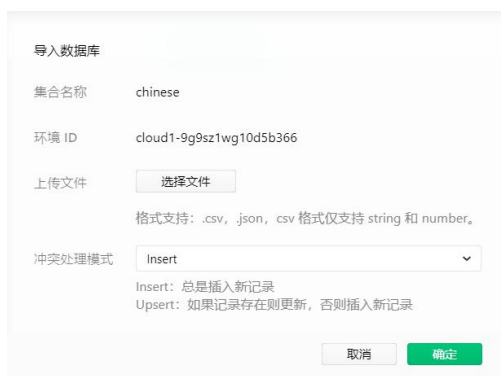 导入数据库
集合名称 chinese
环境 ID cloud1-9g9sz1wg10d5b366
上传文件 选择文件
格式支持：.csv，.json，csv 格式仅支持 string 和 number。
冲突处理模式 Insert
Insert：总是插入新记录
Upsert：如果记录存在则更新，否则插入新记录
取消 确定